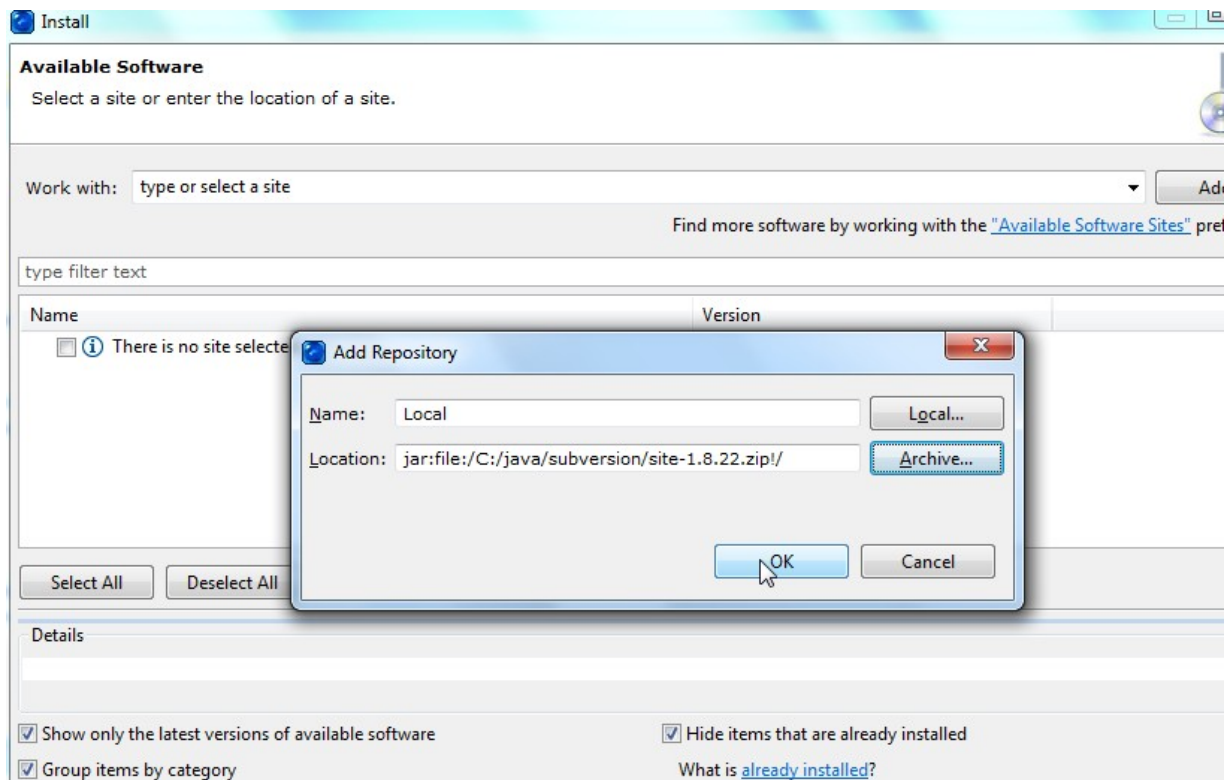 Install
Available Software
Select a site or enter the location of a site.
Work with: type or select a site
Find more software by working with the "Available Software Sites"
type filter text
Name Version
There is no site
Add Repository
Name: Local Local...
Location: jar:file:/C:/java/subversion/site-1.8.22.zip!/ Archive...
OK Cancel
Select All Deselect All
Details
Show only the latest versions of available software Hide items that are already installed
Group items by category What is already installed?